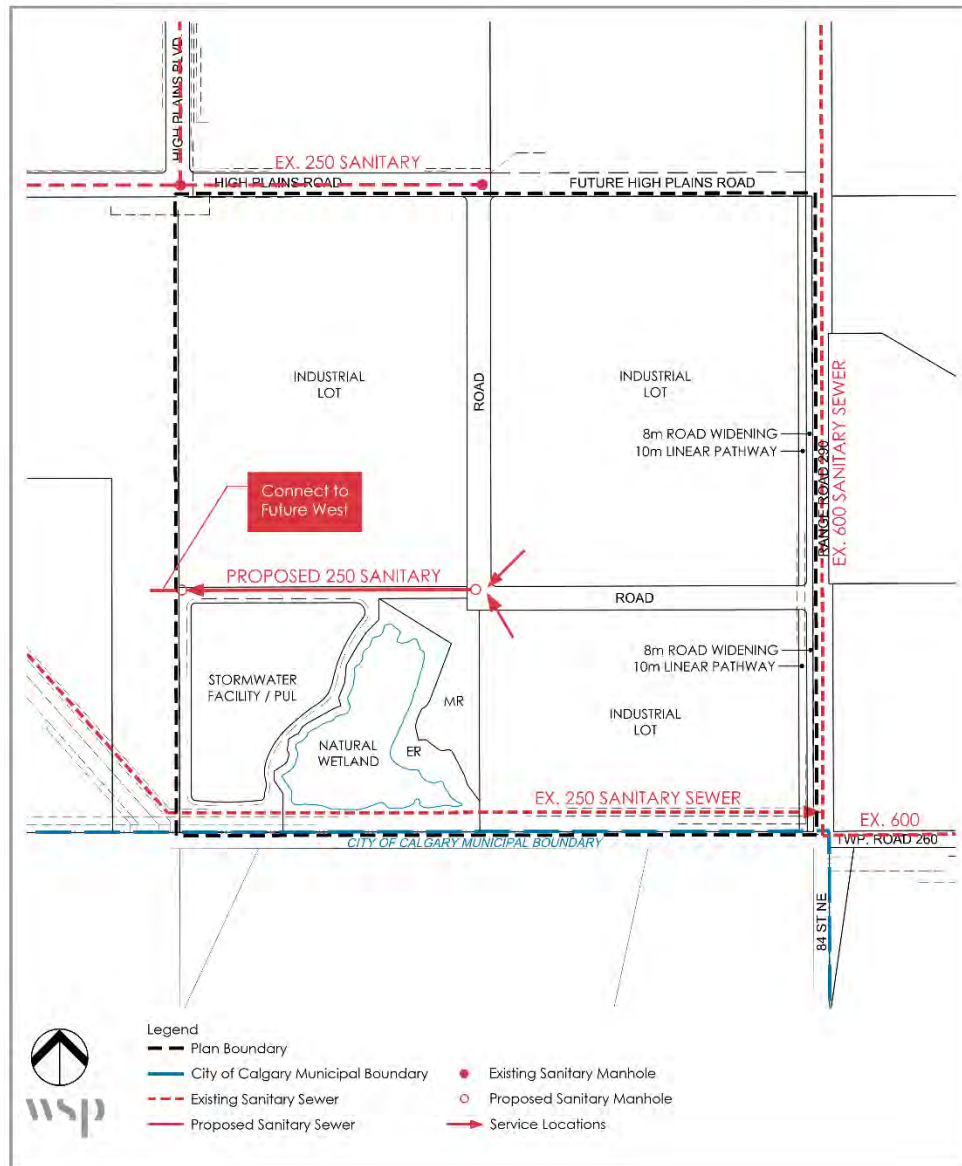 HIGH PLAINS BLVD
EX. 250 SANITARY
HIGH PLAINS ROAD
FUTURE HIGH PLAINS ROAD
INDUSTRIAL
LOT
ROAD
INDUSTRIAL
LOT
8m ROAD WIDENING
10m LINEAR PATHWAY
RANGE ROAD 290
EX. 600 SANITARY SEWER
Connect to
Future West
PROPOSED 250 SANITARY
ROAD
8m ROAD WIDENING
10m LINEAR PATHWAY
STORMWATER
FACILITY / PUL
MR
NATURAL
WETLAND
ER
INDUSTRIAL
LOT
EX. 250 SANITARY SEWER
EX. 600
CITY OF CALGARY MUNICIPAL BOUNDARY
TWP. ROAD 260
84 ST NE
Legend
Plan Boundary
City of Calgary Municipal Boundary
Existing Sanitary Manhole
Existing Sanitary Sewer
Proposed Sanitary Manhole
Proposed Sanitary Sewer
Service Locations
wsp